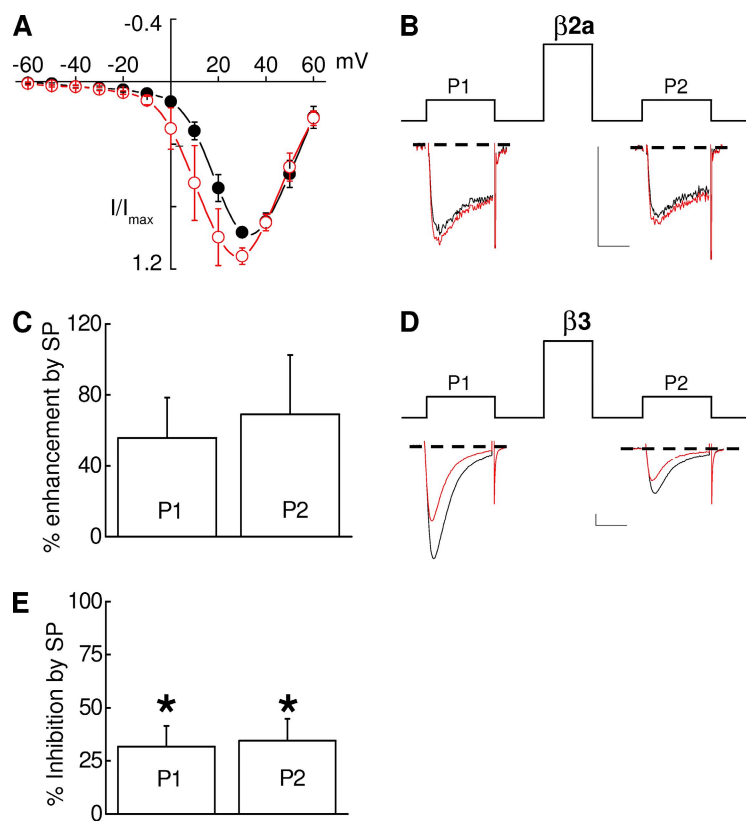 A
-0.4
-60 -40 -20 20 40 60 mV
I/Imax
1.2
B
β2a
P1
P2
C
% enhancement by SP
120
80
40
0
P1
P2
D
β3
P1
P2
E
% Inhibition by SP
100
75
50
25
0
*
*
P1
P2